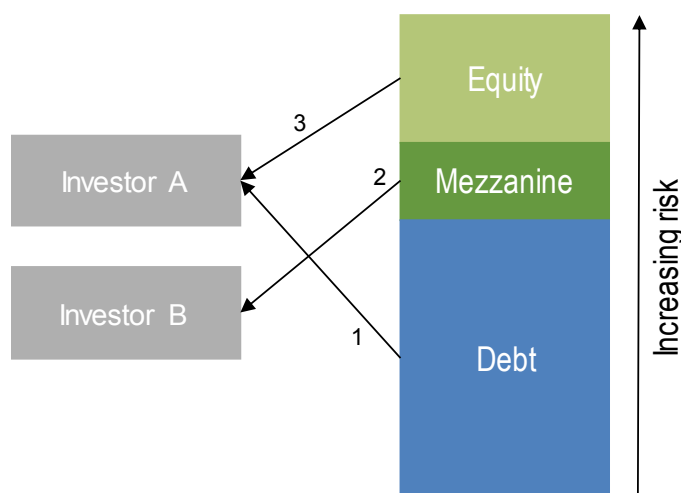 Equity
3
Investor A
2
Mezzanine
Investor B
1
Debt
Increasing risk